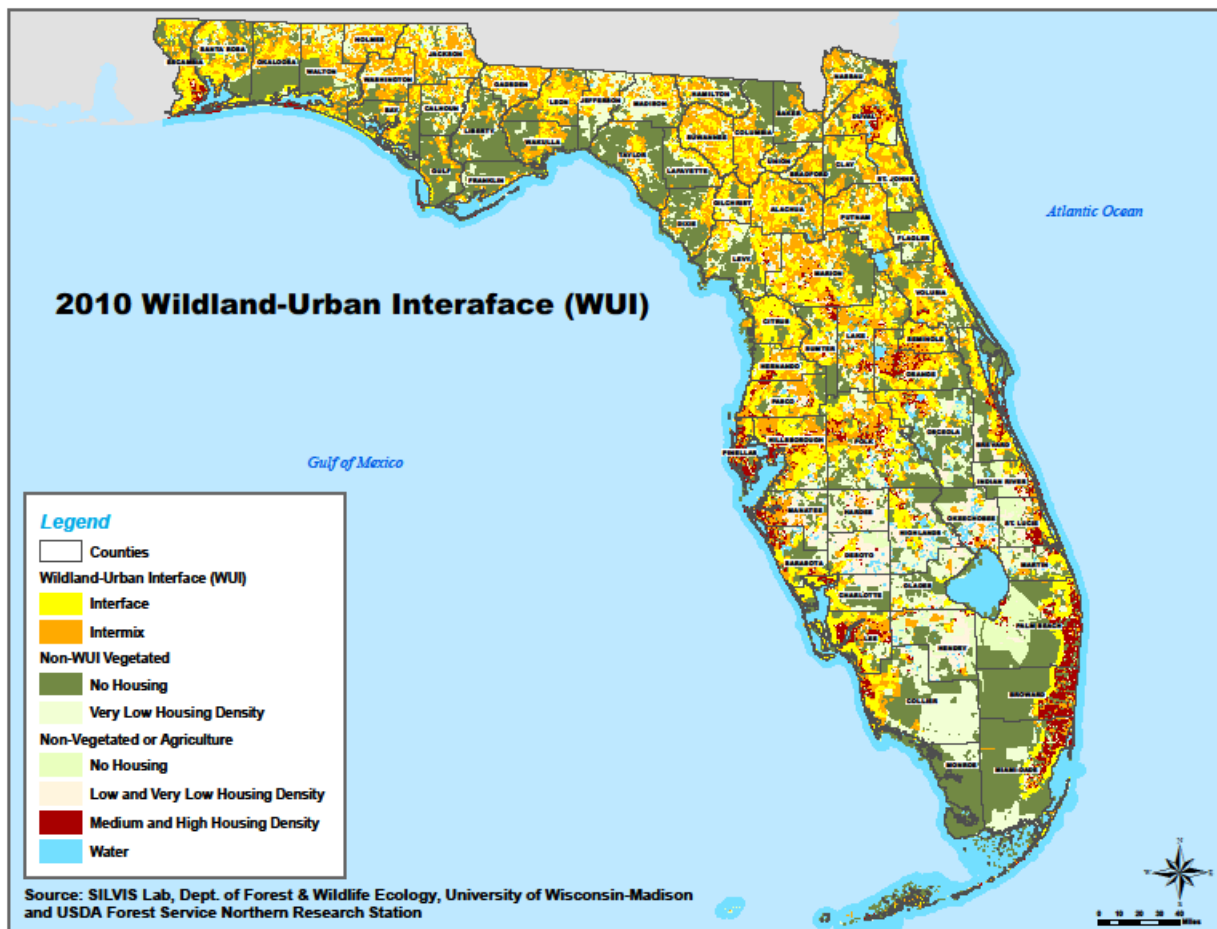 2010 Wildland-Urban Interaface (WUI)
Atlantic Ocean
Gulf of Mexico
ESCAMBIA
SANTA ROSA
OKALOOSA
WALTON
HOLMES
WASHINGTON
JACKSON
BAY
CALHOUN
GULF
LIBERTY
GADSDEN
FRANKLIN
LEON
WAKULLA
JEFFERSON
MADISON
TAYLOR
HAMILTON
SUWANNEE
LAFAYETTE
DIXIE
COLUMBIA
BAKER
UNION
BRADFORD
GILCHRIST
ALACHUA
LEVY
NASSAU
DUVAL
CLAY
ST. JOHNS
PUTNAM
FLAGLER
MARION
VOLUSIA
CITRUS
SUMTER
LAKE
SEMINOLE
ORANGE
HERNANDO
PASCO
PINELLAS
HILLSBOROUGH
POLK
OSCEOLA
BREVARD
INDIAN RIVER
MANATEE
HARDEE
HIGHLANDS
OKEECHOBEE
ST. LUCIE
SARASOTA
DESOTO
MARTIN
CHARLOTTE
GLADES
LEE
HENDRY
PALM BEACH
COLLIER
BROWARD
MONROE
MIAMI-DADE
Legend
Counties
Wildland-Urban Interface (WUI)
Interface
Intermix
Non-WUI Vegetated
No Housing
Very Low Housing Density
Non-Vegetated or Agriculture
No Housing
Low and Very Low Housing Density
Medium and High Housing Density
Water
Source: SILVIS Lab, Dept. of Forest & Wildlife Ecology, University of Wisconsin-Madison
and USDA Forest Service Northern Research Station
N
W
E
S
0 10 20 30 40
Miles